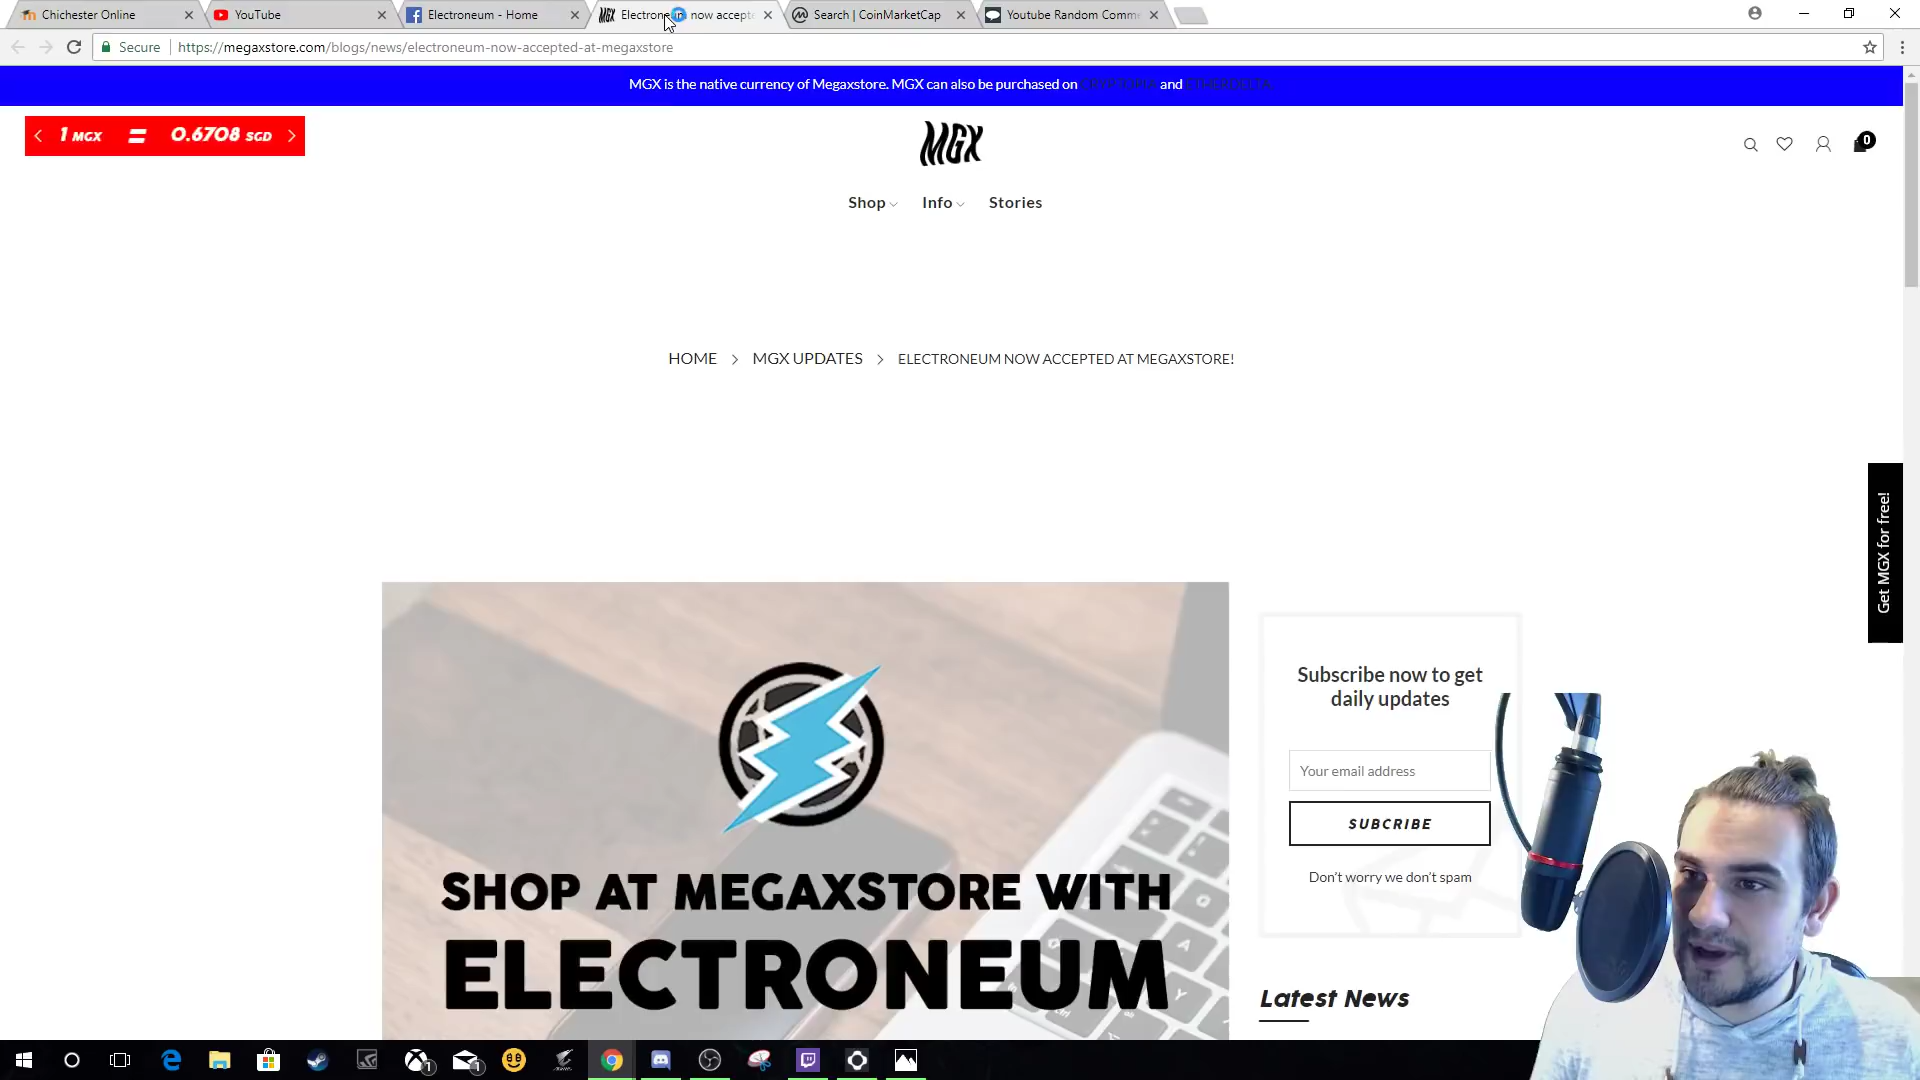 Chichester Online
YouTube
Electroneum - Home
now accept
Search | CoinMarketCap
Youtube Random Comm
Secure
https://megaxstore.com/blogs/news/electroneum-now-accepted-at-megaxstore
MGX is the native currency of Megaxstore. MGX can also be purchased on CRYPTOPIA and ETHERDELTA.
1 MGX = 0.6708 SGD
MGX
0
Shop Info Stories
HOME > MGX UPDATES > ELECTRONEUM NOW ACCEPTED AT MEGAXSTORE!
Get MGX for free!
SHOP AT MEGAXSTORE WITH
ELECTRONEUM
Subscribe now to get
daily updates
Your email address
SUBCRIBE
Don't worry we don't spam
Latest News